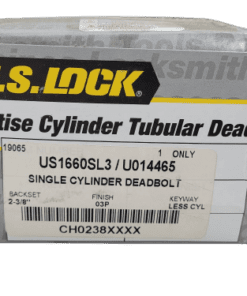 .S. LOCK
tise Cylinder Tubular Dead
19065
1 ONLY
US1660SL3 / U014465
SINGLE CYLINDER DEADBOLT
BACKSET FINISH KEYWAY
2-3/8" 03P LESS CYL
CH0238XXXX